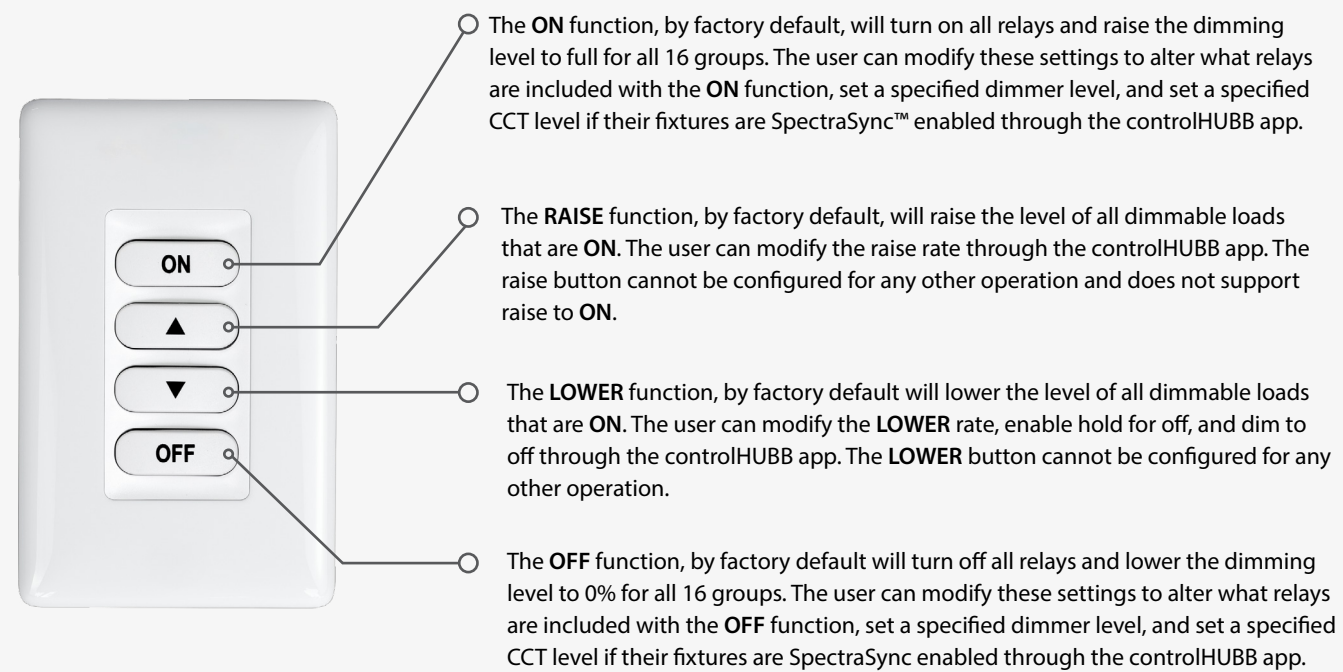 The ON function, by factory default, will turn on all relays and raise the dimming
level to full for all 16 groups. The user can modify these settings to alter what relays
are included with the ON function, set a specified dimmer level, and set a specified
CCT level if their fixtures are SpectraSync™ enabled through the controlHUBB app.
The RAISE function, by factory default, will raise the level of all dimmable loads
that are ON. The user can modify the raise rate through the controlHUBB app. The
raise button cannot be configured for any other operation and does not support
raise to ON.
The LOWER function, by factory default will lower the level of all dimmable loads
that are ON. The user can modify the LOWER rate, enable hold for off, and dim to
off through the controlHUBB app. The LOWER button cannot be configured for any
other operation.
The OFF function, by factory default will turn off all relays and lower the dimming
level to 0% for all 16 groups. The user can modify these settings to alter what relays
are included with the OFF function, set a specified dimmer level, and set a specified
CCT level if their fixtures are SpectraSync enabled through the controlHUBB app.
ON
▲
▼
OFF